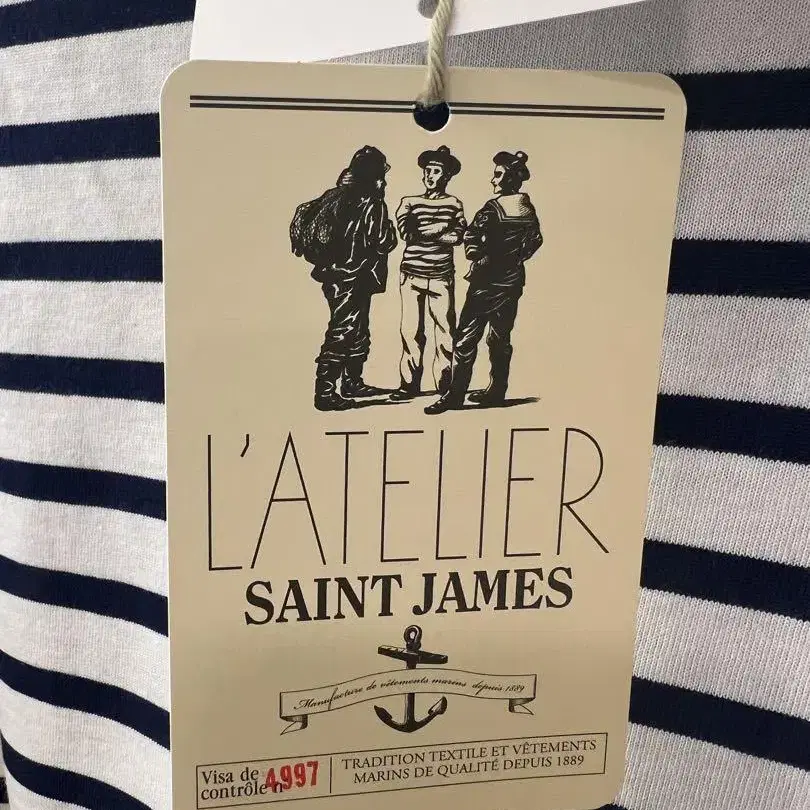 L'ATELIER
SAINT JAMES
Manufacture de vêtements marins depuis 1889
Visa de
contrôle n 4997
TRADITION TEXTILE ET VÊTEMENTS
MARINS DE QUALITÉ DEPUIS 1889